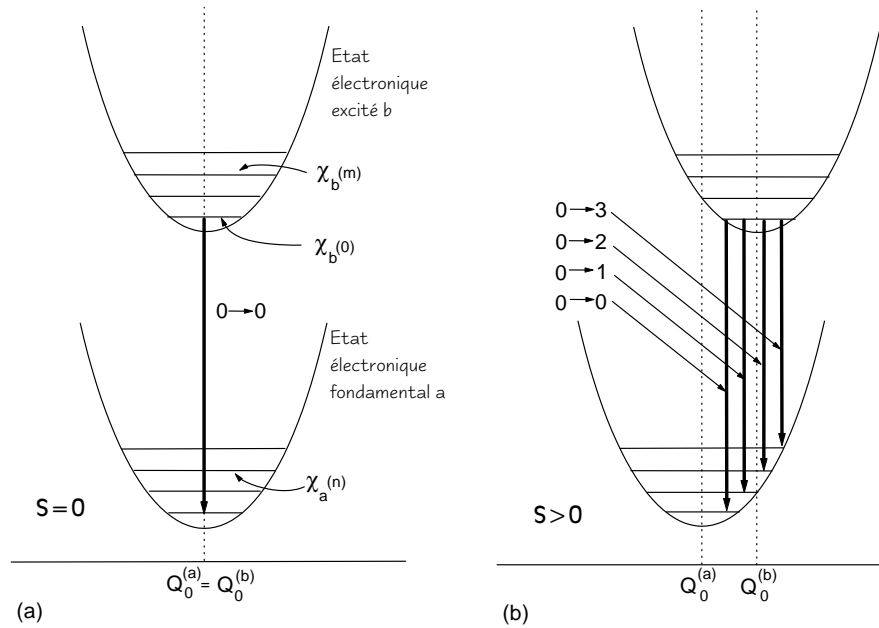 Etat
électronique
excité b
χb(m)
χb(0)
0→0
Etat
électronique
fondamental a
χa(n)
S=0
Q0(a) = Q0(b)
(a)
0→3
0→2
0→1
0→0
S>0
Q0(a) Q0(b)
(b)